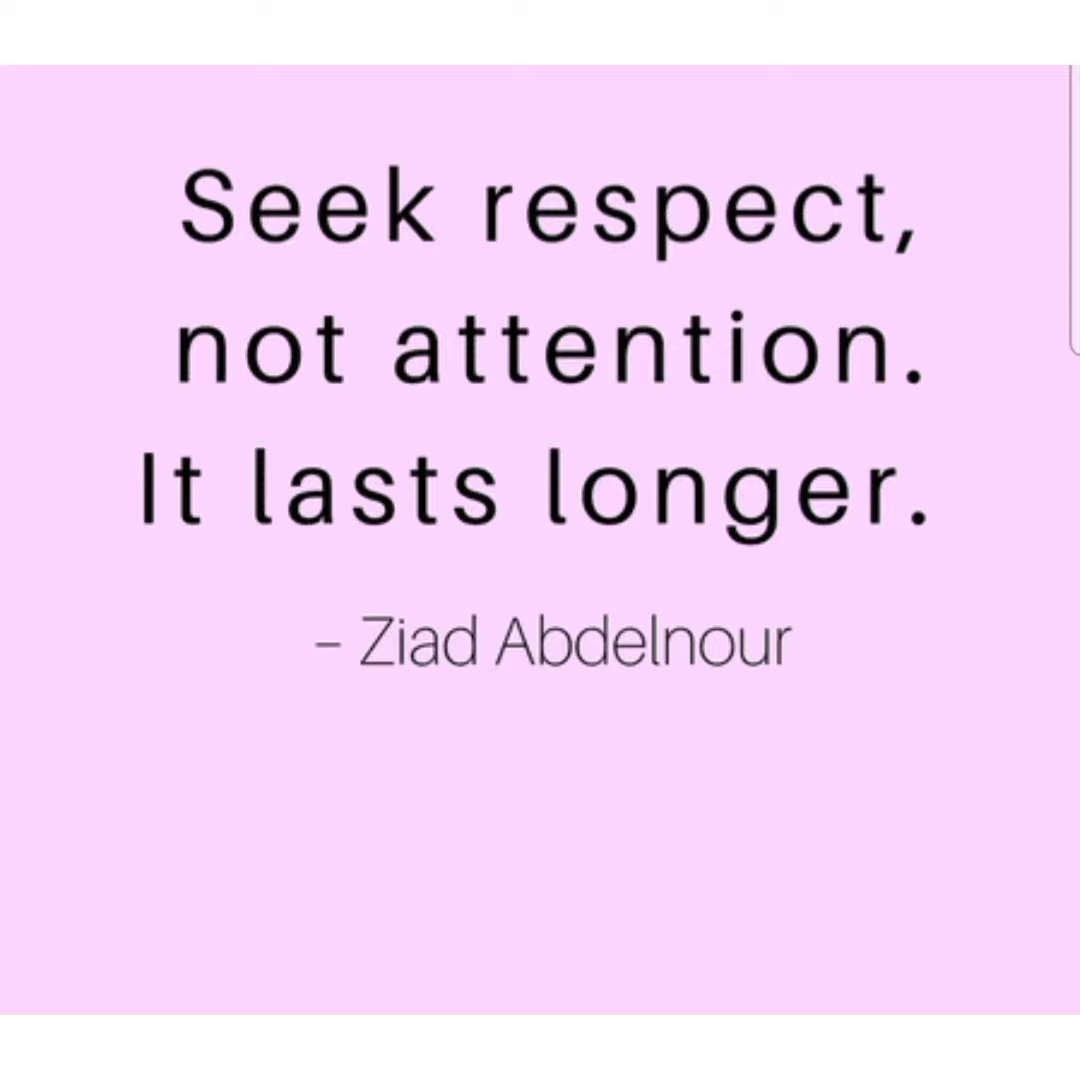 Seek respect,
not attention.
It lasts longer.
– Ziad Abdelnour